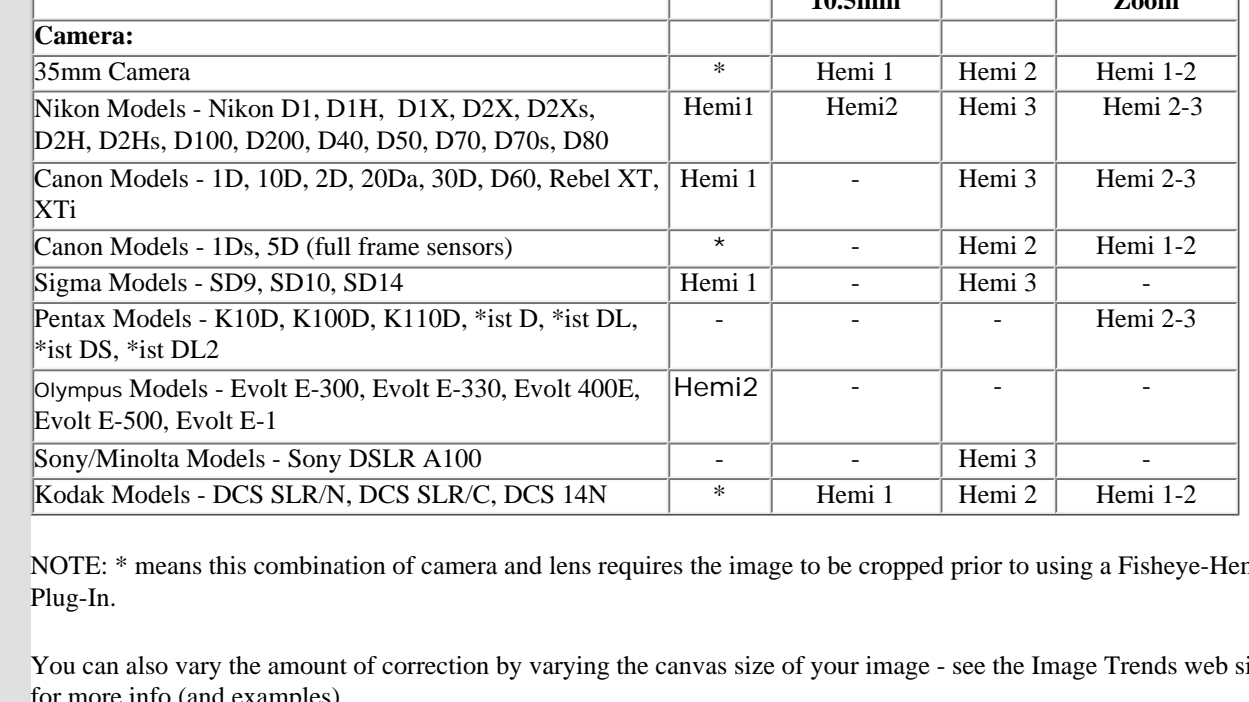 10.5mm Zoom
Camera:
35mm Camera * Hemi 1 Hemi 2 Hemi 1-2
Nikon Models - Nikon D1, D1H, D1X, D2X, D2Xs, Hemi1 Hemi2 Hemi 3 Hemi 2-3
D2H, D2Hs, D100, D200, D40, D50, D70, D70s, D80
Canon Models - 1D, 10D, 2D, 20Da, 30D, D60, Rebel XT, Hemi 1 - Hemi 3 Hemi 2-3
XTi
Canon Models - 1Ds, 5D (full frame sensors) * - Hemi 2 Hemi 1-2
Sigma Models - SD9, SD10, SD14 Hemi 1 - Hemi 3 -
Pentax Models - K10D, K100D, K110D, *ist D, *ist DL, - - - Hemi 2-3
*ist DS, *ist DL2
Olympus Models - Evolt E-300, Evolt E-330, Evolt 400E, Hemi2 - - -
Evolt E-500, Evolt E-1
Sony/Minolta Models - Sony DSLR A100 - - Hemi 3 -
Kodak Models - DCS SLR/N, DCS SLR/C, DCS 14N * Hemi 1 Hemi 2 Hemi 1-2
NOTE: * means this combination of camera and lens requires the image to be cropped prior to using a
Plug-In.
You can also vary the amount of correction by varying the canvas size of your image - see the Image Trends web
for more info (and examples)